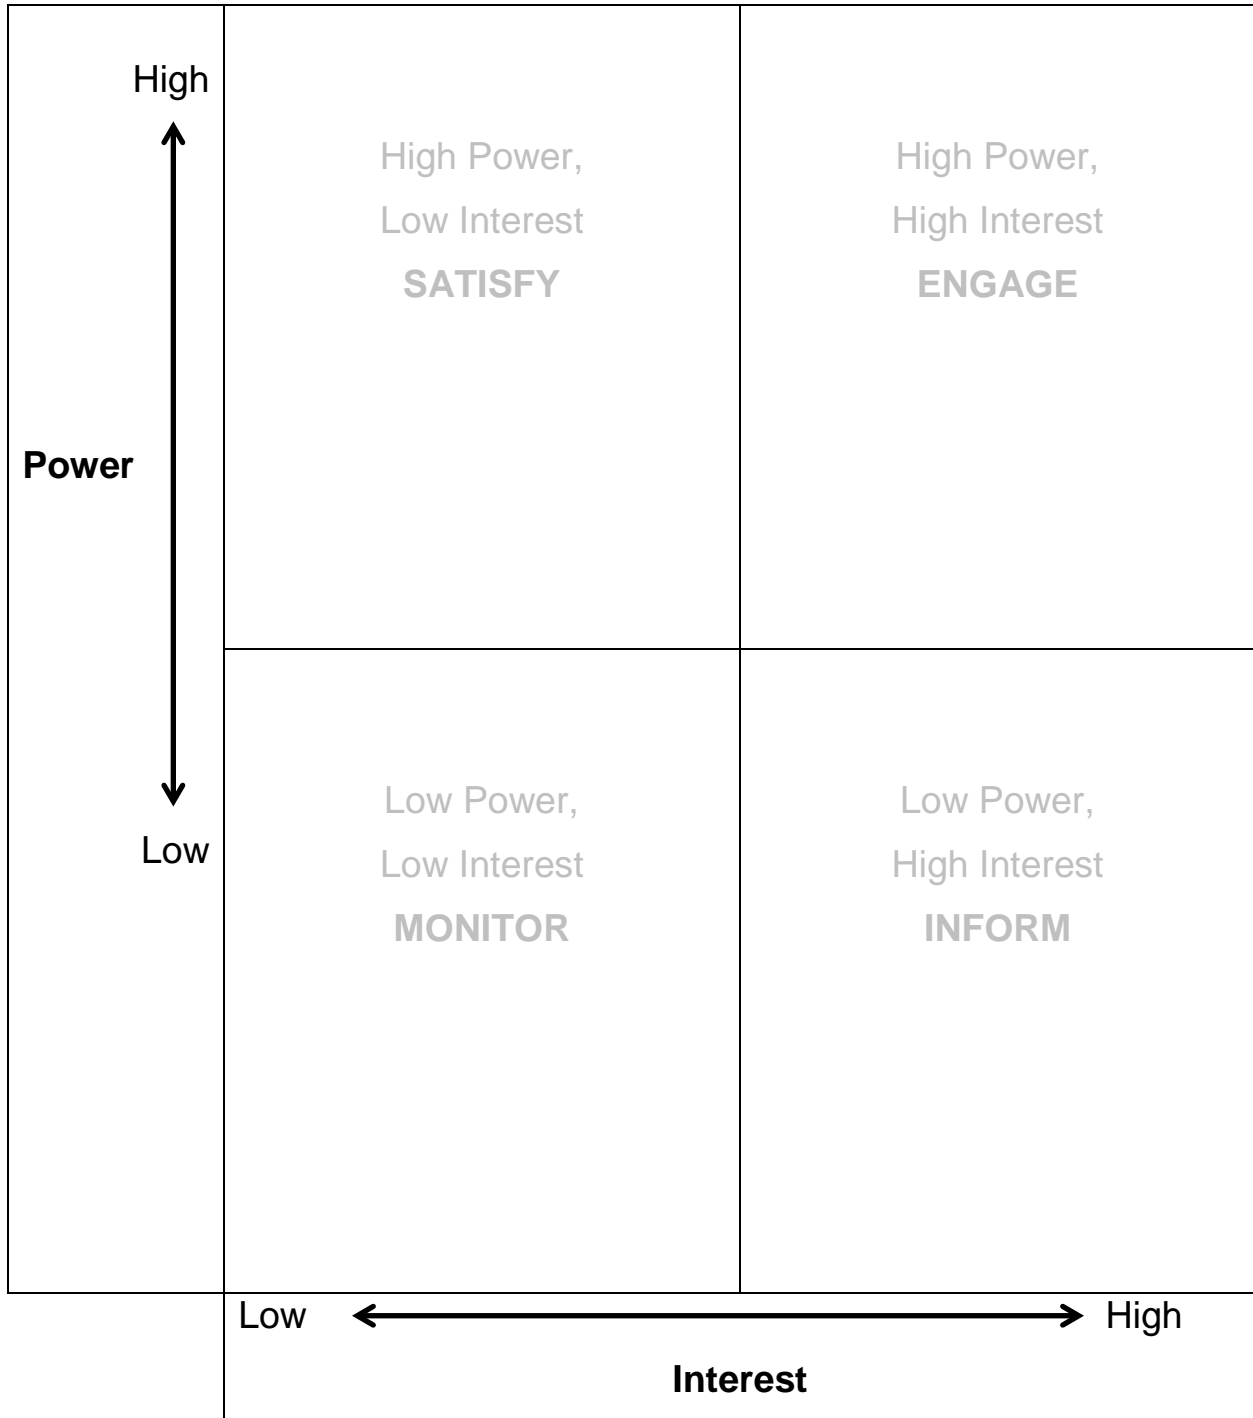 High
High Power,
Low Interest
SATISFY
High Power,
High Interest
ENGAGE
Power
Low
Low Power,
Low Interest
MONITOR
Low Power,
High Interest
INFORM
Low
High
Interest